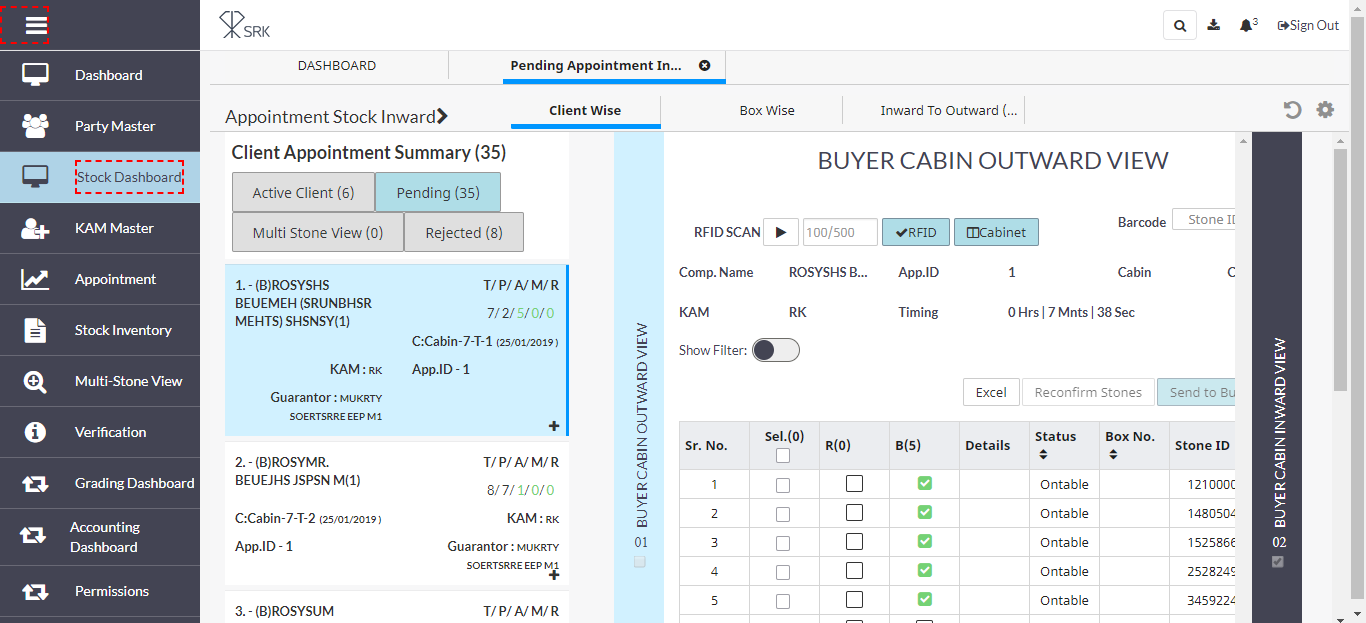 SRK
3
Sign Out
Dashboard
Party Master
Stock Dashboard
KAM Master
Appointment
Stock Inventory
Multi-Stone View
Verification
Grading Dashboard
Accounting
Dashboard
Permissions
DASHBOARD
Pending Appointment In...
Appointment Stock Inward
Client Wise
Box Wise
Inward To Outward (...
Client Appointment Summary (35)
Active Client (6)
Pending (35)
Multi Stone View (0)
Rejected (8)
1. - (B)ROSYSHS
BEUEMEH (SRUNBHSR
MEHTS) SHSNSY(1)
T/ P/ A/ M/ R
7/ 2/ 5/ 0/ 0
C:Cabin-7-T-1 (25/01/2019 )
KAM : RK
App.ID - 1
Guarantor : MUKRTY
SOERTSRRE EEP M1
2. - (B)ROSYMR.
BEUEJHS JSPSN M(1)
T/ P/ A/ M/ R
8/ 7/ 1/ 0/ 0
C:Cabin-7-T-2 (25/01/2019 )
KAM : RK
App.ID - 1
Guarantor : MUKRTY
SOERTSRRE EEP M1
3. - (B)ROSYSUM
T/ P/ A/ M/ R
BUYER CABIN OUTWARD VIEW
01
BUYER CABIN OUTWARD VIEW
RFID SCAN
100/500
RFID
Cabinet
Barcode
Stone ID
Comp. Name
ROSYSHS B...
App.ID
1
Cabin
KAM
RK
Timing
0 Hrs | 7 Mnts | 38 Sec
Show Filter:
Excel
Reconfirm Stones
Send to Bu
Sr. No. Sel.(0) R(0) B(5) Details Status Box No. Stone ID
1 Ontable 1210000
2 Ontable 1480504
3 Ontable 1525866
4 Ontable 2528249
5 Ontable 3459224
BUYER CABIN INWARD VIEW
02